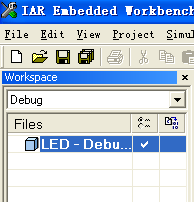 IAR Embedded Workbench
File Edit View Project Simul
Workspace
Debug
Files
LED - Debu...